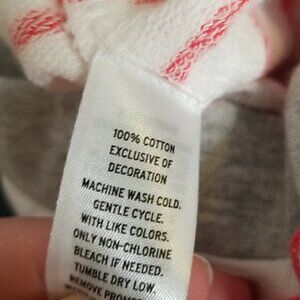 100% COTTON
EXCLUSIVE OF
DECORATION
MACHINE WASH COLD.
GENTLE CYCLE.
WITH LIKE COLORS.
ONLY NON-CHLORINE
BLEACH IF NEEDED.
TUMBLE DRY LOW.
REMOVE